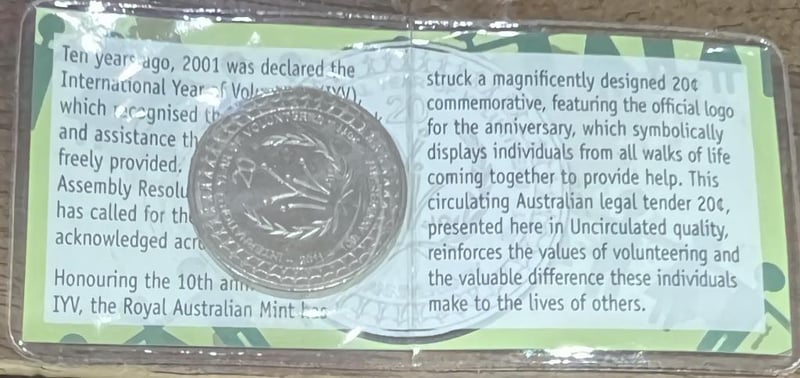 Ten years ago, 2001 was declared the
International Year of
which recognised
and assistance
freely provided.
Assembly
has called for
acknowledged
Honouring the 10th
IYV, the Royal Australian Mint has
struck a magnificently designed 20¢
commemorative, featuring the official logo
for the anniversary, which symbolically
displays individuals from all walks of life
coming together to provide help. This
circulating Australian legal tender 20¢,
presented here in Uncirculated quality,
reinforces the values of volunteering and
the valuable difference these individuals
make to the lives of others.
20